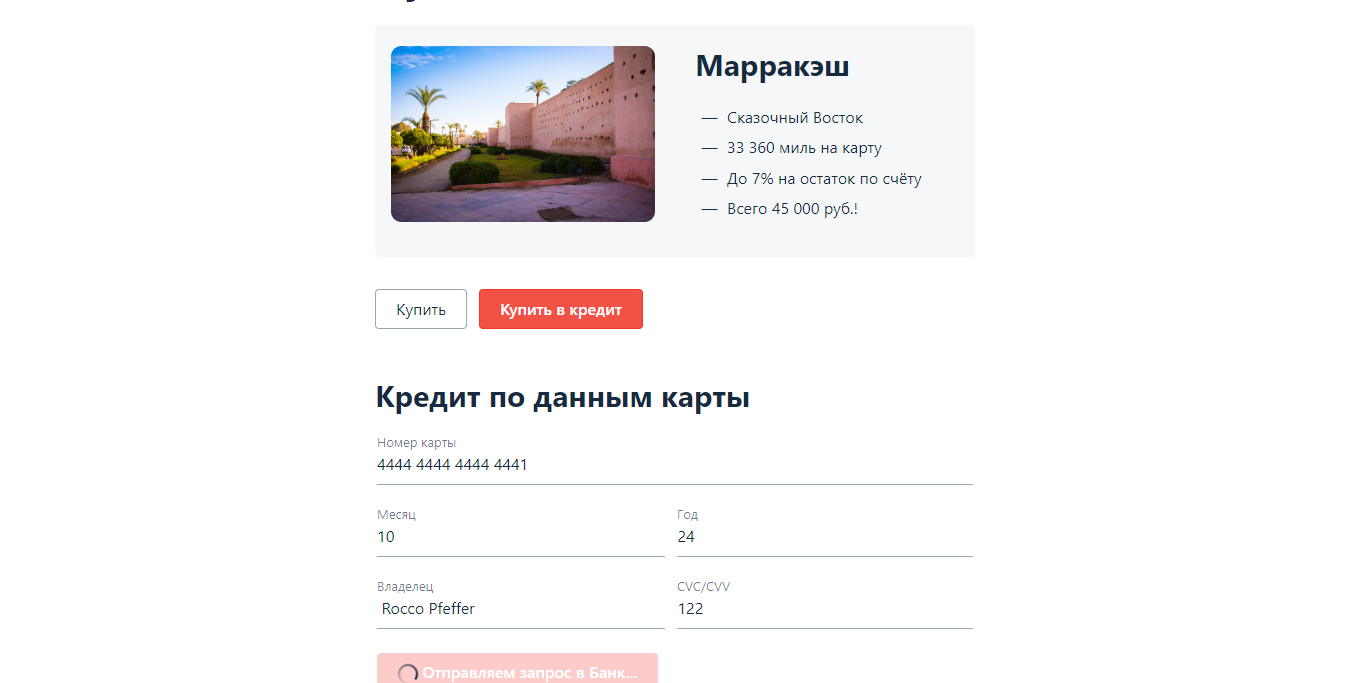 Марракэш
— Сказочный Восток
— 33 360 миль на карту
— До 7% на остаток по счёту
— Всего 45 000 руб.!
Купить Купить в кредит
Кредит по данным карты
Номер карты
4444 4444 4444 4441
Месяц Год
10 24
Владелец CVC/CVV
Rocco Pfeffer 122
Отправляем запрос в Банк...